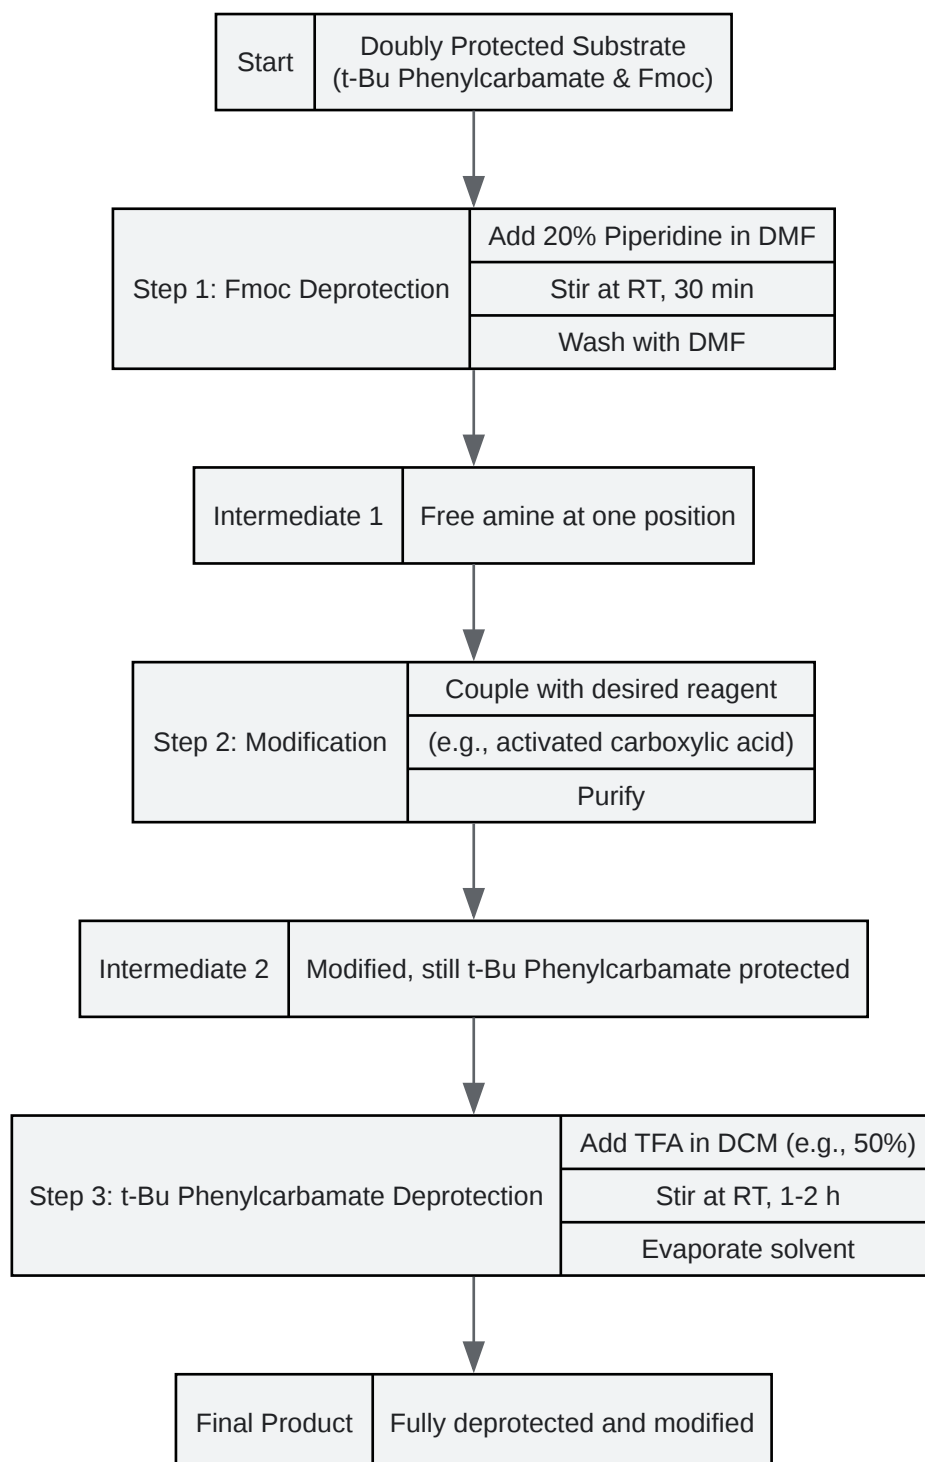 Start
Doubly Protected Substrate
(t-Bu Phenylcarbamate & Fmoc)
Step 1: Fmoc Deprotection
Add 20% Piperidine in DMF
Stir at RT, 30 min
Wash with DMF
Intermediate 1
Free amine at one position
Step 2: Modification
Couple with desired reagent
(e.g., activated carboxylic acid)
Purify
Intermediate 2
Modified, still t-Bu Phenylcarbamate protected
Step 3: t-Bu Phenylcarbamate Deprotection
Add TFA in DCM (e.g., 50%)
Stir at RT, 1-2 h
Evaporate solvent
Final Product
Fully deprotected and modified